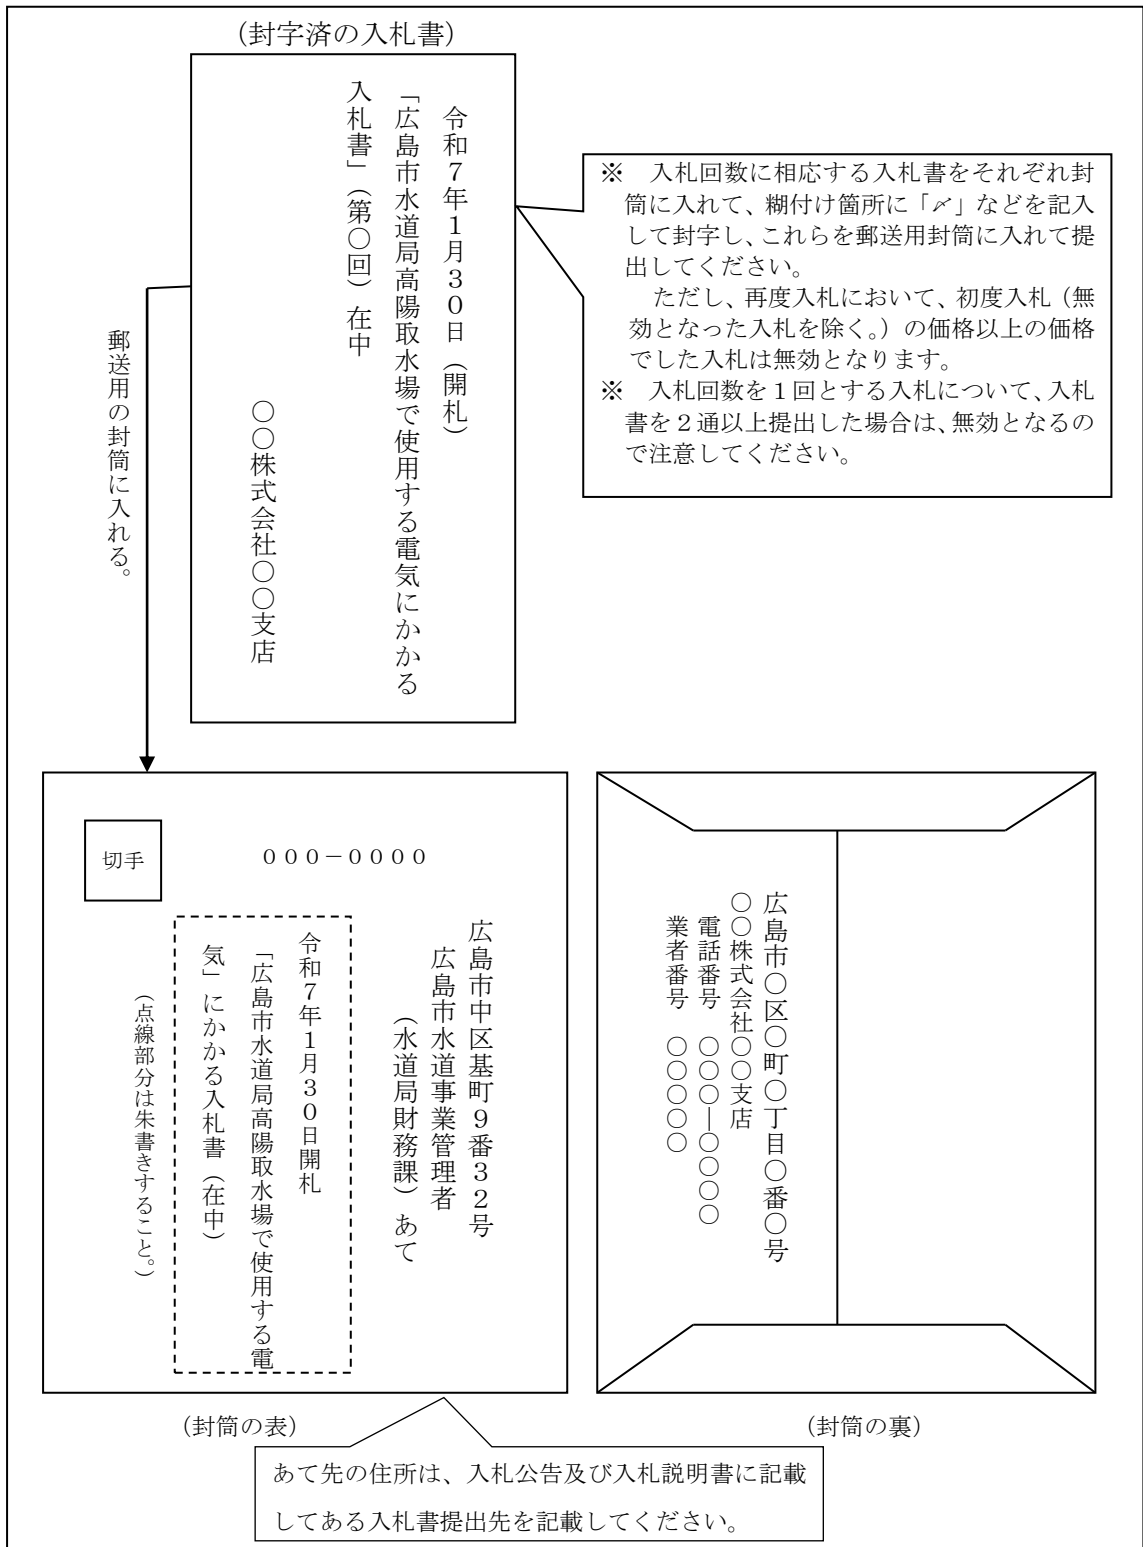 (封字済の入札書)
令和7年1月30日(開札)
「広島市水道局高陽取水場で使用する電気にかかる
入札書」(第○回)在中
○○株式会社○○支店
※　入札回数に相応する入札書をそれぞれ封
筒に入れて、糊付け箇所に「〆」などを記入
して封字し、これらを郵送用封筒に入れて提
出してください。
ただし、再度入札において、初度入札(無
効となった入札を除く。)の価格以上の価格
でした入札は無効となります。
※　入札回数を1回とする入札について、入札
書を2通以上提出した場合は、無効となるの
で注意してください。
郵送用の封筒に入れる。
切手
000-0000
広島市中区基町9番32号
広島市水道事業管理者
(水道局財務課)あて
令和7年1月30日開札
「広島市水道局高陽取水場で使用する電
気」にかかる入札書(在中)
(点線部分は朱書きすること。)
(封筒の表)
広島市○区○町○丁目○番○号
○○株式会社○○支店
電話番号　○○○―○○○○
業者番号　○○○○○
(封筒の裏)
あて先の住所は、入札公告及び入札説明書に記載
してある入札書提出先を記載してください。